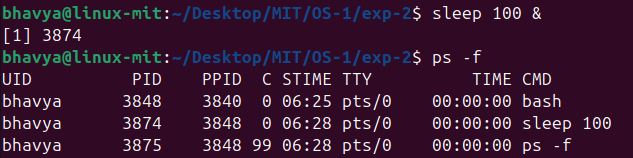 bhavya@linux-mit:~/Desktop/MIT/OS-1/exp-2$ sleep 100 &
[1] 3874
bhavya@linux-mit:~/Desktop/MIT/OS-1/exp-2$ ps -f
UID          PID    PPID  C STIME TTY          TIME CMD
bhavya      3848    3840  0 06:25 pts/0    00:00:00 bash
bhavya      3874    3848  0 06:28 pts/0    00:00:00 sleep 100
bhavya      3875    3848 99 06:28 pts/0    00:00:00 ps -f